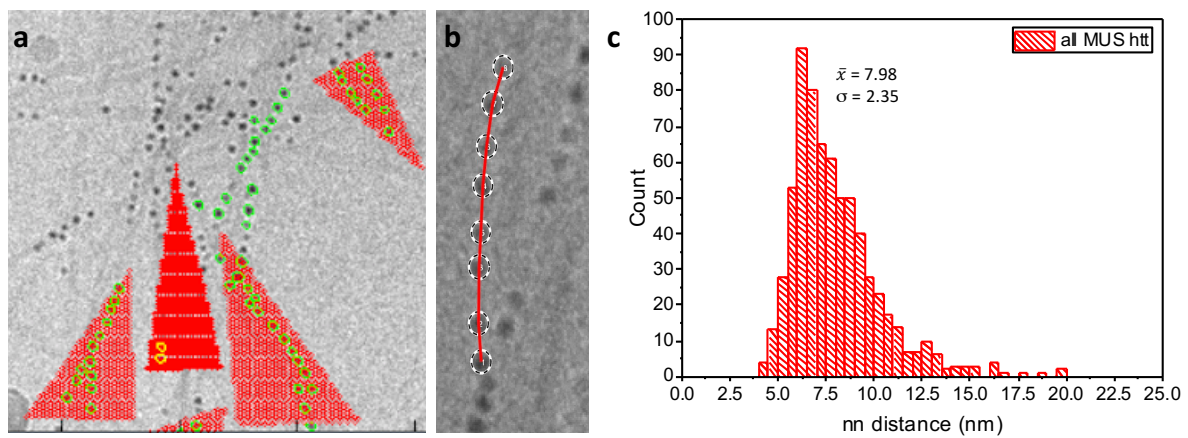 a
b
c
100
90
80
70
60
50
40
30
20
10
0
Count
all MUS htt
x̄ = 7.98
σ = 2.35
0.0 2.5 5.0 7.5 10.0 12.5 15.0 17.5 20.0 22.5 25.0
nn distance (nm)